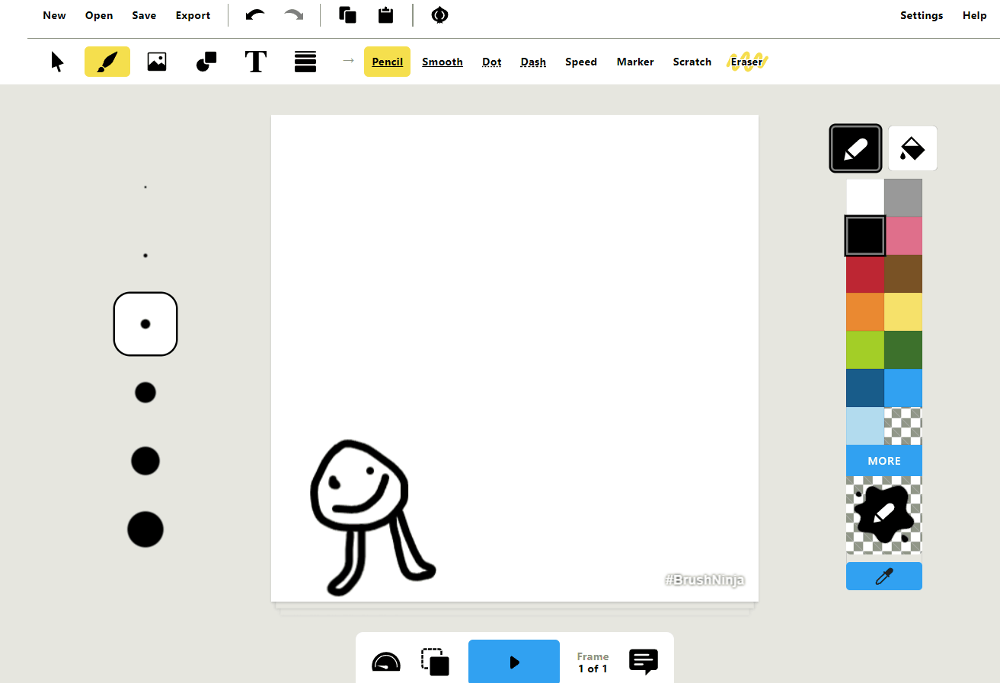 New Open Save Export Settings Help
T → Pencil Smooth Dot Dash Speed Marker Scratch Eraser
MORE
#BrushNinja
Frame
1 of 1